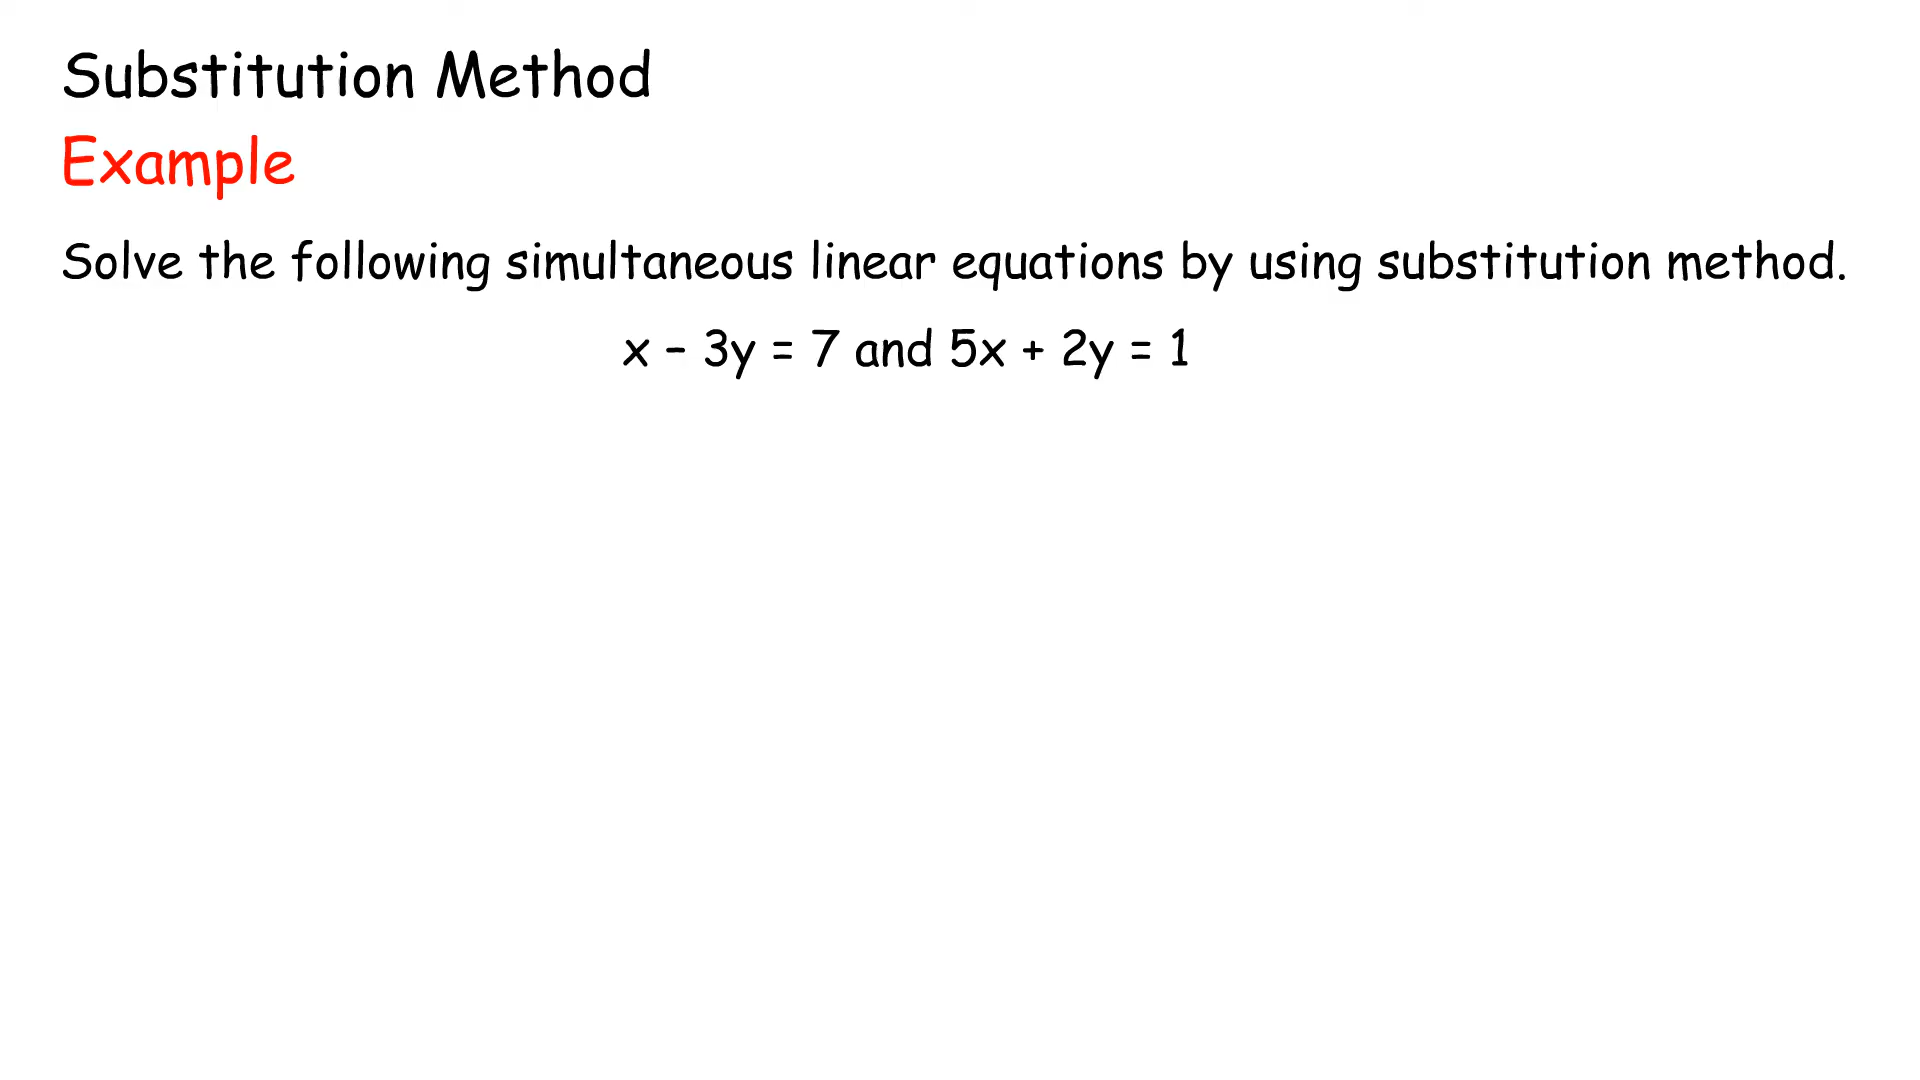 Substitution Method
Example
Solve the following simultaneous linear equations by using substitution method.
x – 3y = 7 and 5x + 2y = 1